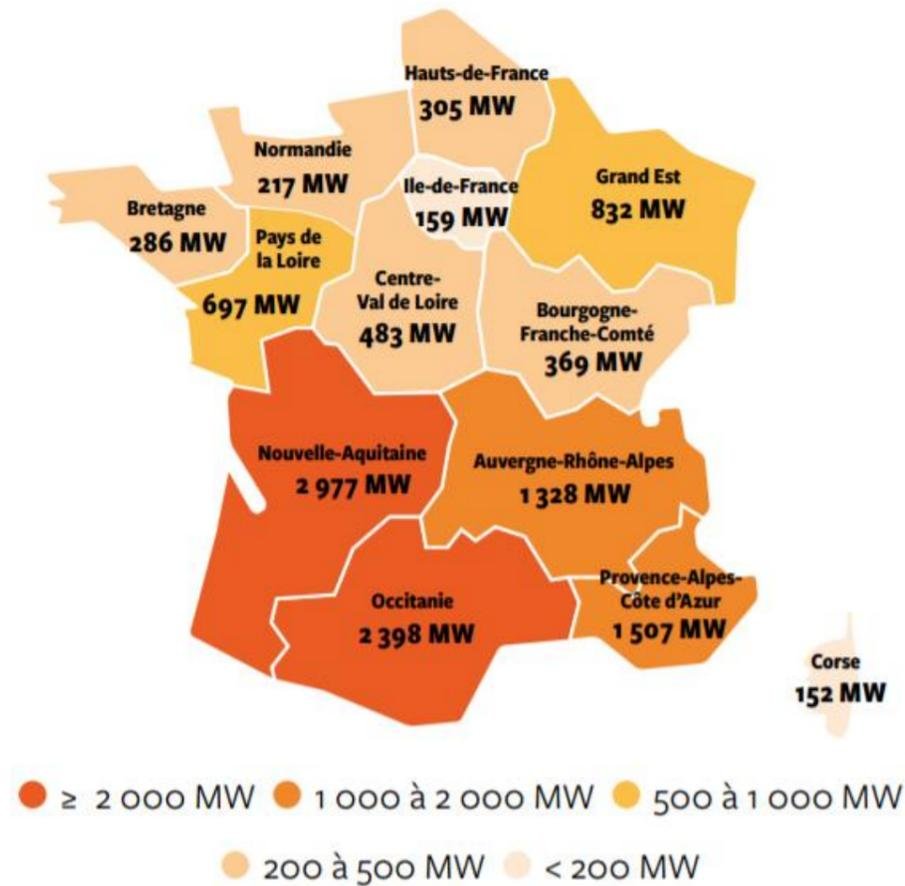 Hauts-de-France
305 MW
Normandie
217 MW
Ile-de-France
159 MW
Grand Est
832 MW
Bretagne
286 MW
Pays de
la Loire
697 MW
Centre-
Val de Loire
483 MW
Bourgogne-
Franche-Comté
369 MW
Nouvelle-Aquitaine
2 977 MW
Auvergne-Rhône-Alpes
1 328 MW
Occitanie
2 398 MW
Provence-Alpes-
Côte d'Azur
1 507 MW
Corse
152 MW
≥ 2 000 MW 1 000 à 2 000 MW 500 à 1 000 MW
200 à 500 MW < 200 MW